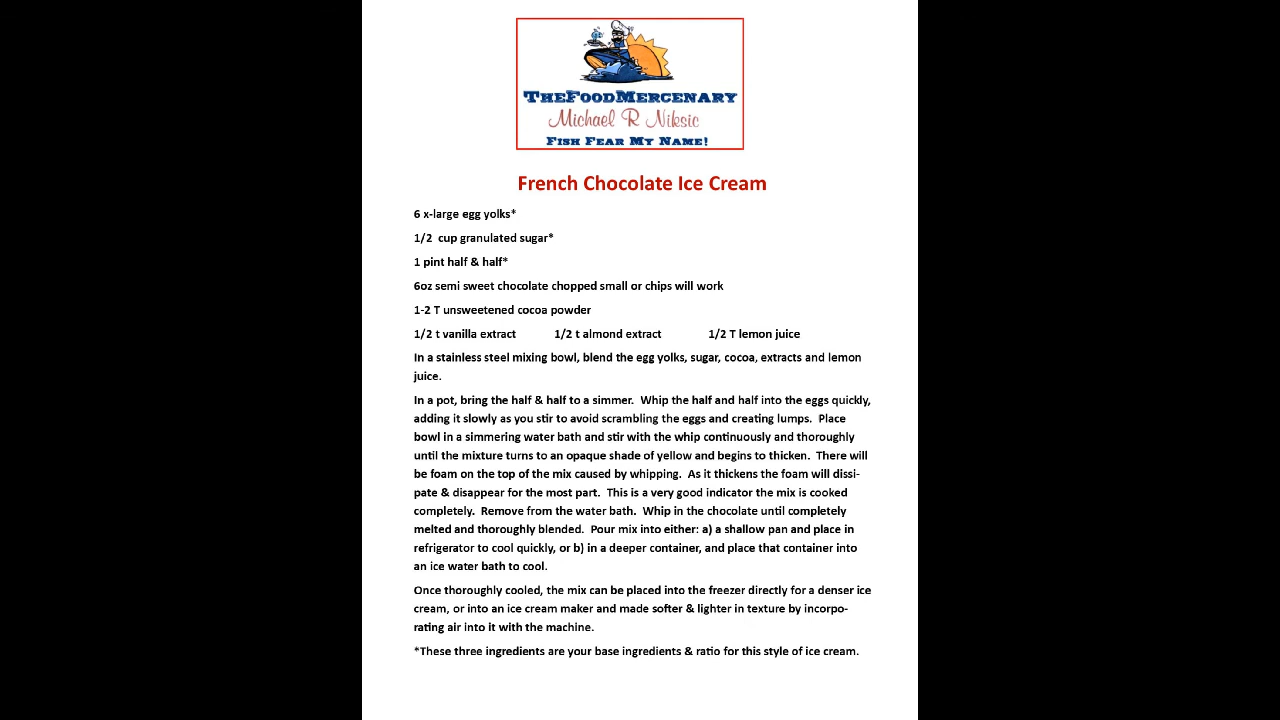 TheFoodMercenary
Michael R Niksic
Fish Fear My Name!
French Chocolate Ice Cream
6 x-large egg yolks*
1/2  cup granulated sugar*
1 pint half & half*
6oz semi sweet chocolate chopped small or chips will work
1-2 T unsweetened cocoa powder
1/2 t vanilla extract 1/2 t almond extract 1/2 T lemon juice
In a stainless steel mixing bowl, blend the egg yolks, sugar, cocoa, extracts and lemon
juice.
In a pot, bring the half & half to a simmer.  Whip the half and half into the eggs quickly,
adding it slowly as you stir to avoid scrambling the eggs and creating lumps.  Place
bowl in a simmering water bath and stir with the whip continuously and thoroughly
until the mixture turns to an opaque shade of yellow and begins to thicken.  There will
be foam on the top of the mix caused by whipping.  As it thickens the foam will dissi-
pate & disappear for the most part.  This is a very good indicator the mix is cooked
completely.  Remove from the water bath.  Whip in the chocolate until completely
melted and thoroughly blended.  Pour mix into either: a) a shallow pan and place in
refrigerator to cool quickly, or b) in a deeper container, and place that container into
an ice water bath to cool.
Once thoroughly cooled, the mix can be placed into the freezer directly for a denser ice
cream, or into an ice cream maker and made softer & lighter in texture by incorpo-
rating air into it with the machine.
*These three ingredients are your base ingredients & ratio for this style of ice cream.